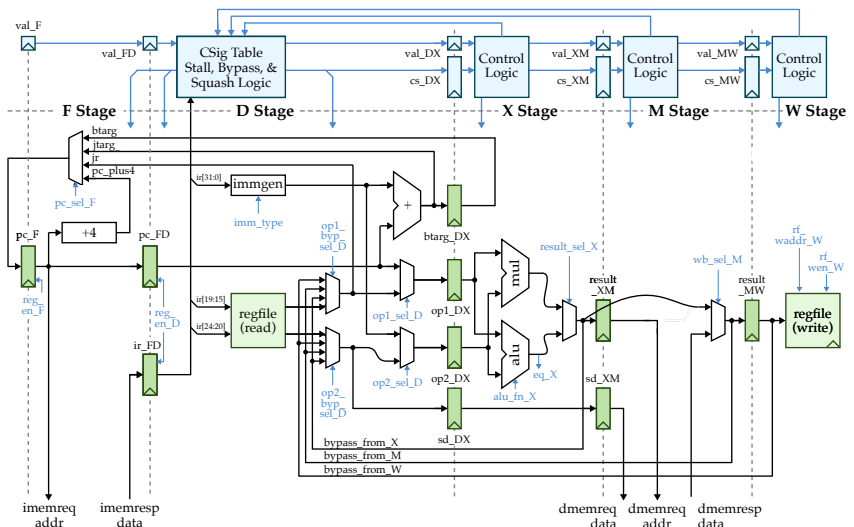 val_F
val_FD
CSig Table
Stall, Bypass, &
Squash Logic
val_DX
cs_DX
Control
Logic
val_XM
cs_XM
Control
Logic
val_MW
cs_MW
Control
Logic
F Stage
D Stage
X Stage
M Stage
W Stage
btarg
jtarg
jr
pc_plus4
pc_sel_F
ir[31:0]
immgen
imm_type
+4
+
btarg_DX
pc_F
reg_
en_F
pc_FD
reg_
en_D
ir_FD
op1_
byp_
sel_D
ir[19:15]
ir[24:20]
regfile
(read)
op1_sel_D
op1_DX
mul
result_sel_X
result
_XM
wb_sel_M
result
_MW
rf_
waddr_W
rf_
wen_W
regfile
(write)
op2_
byp_
sel_D
op2_sel_D
op2_DX
alu
alu_fn_X
eq_X
sd_XM
sd_DX
bypass_from_X
bypass_from_M
bypass_from_W
imemreq
addr
imemresp
data
dmemreq
data
dmemreq
addr
dmemresp
data